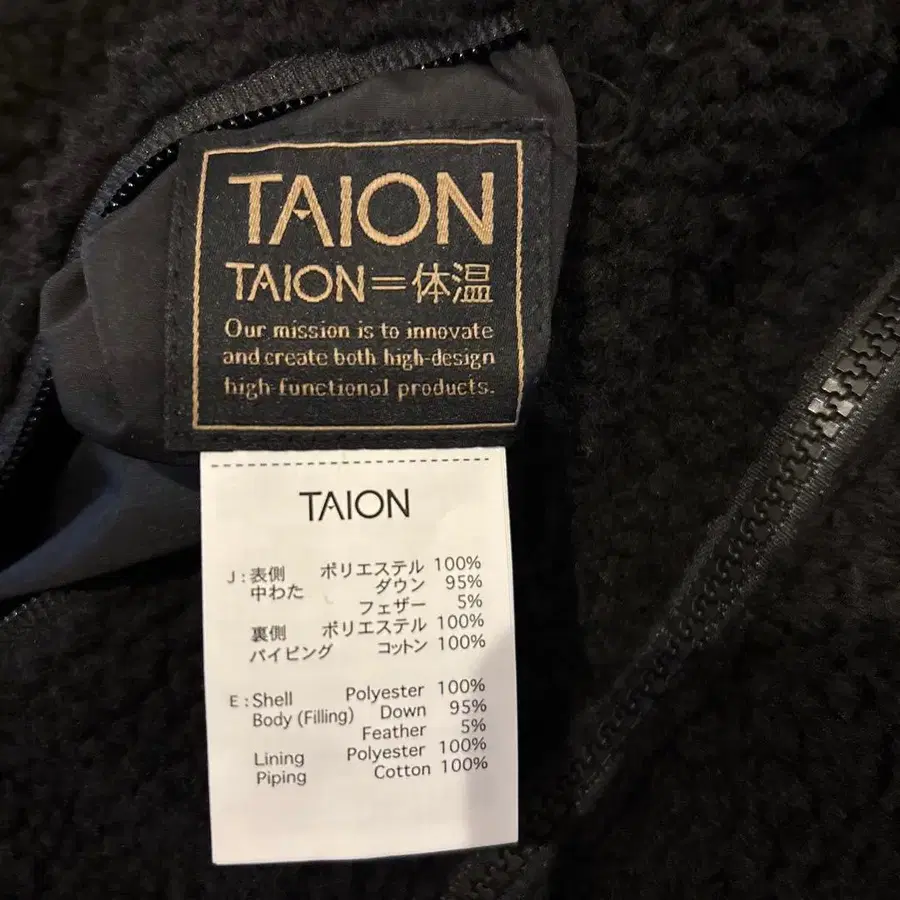 TAION
TAION=体温
Our mission is to innovate
and create both high-design
high-functional products.
TAION
J:表側 ポリエステル 100%
中わた ダウン 95%
フェザー 5%
裏側 ポリエステル 100%
パイピング コットン 100%
E:Shell Polyester 100%
Body (Filling) Down 95%
Feather 5%
Lining Polyester 100%
Piping Cotton 100%